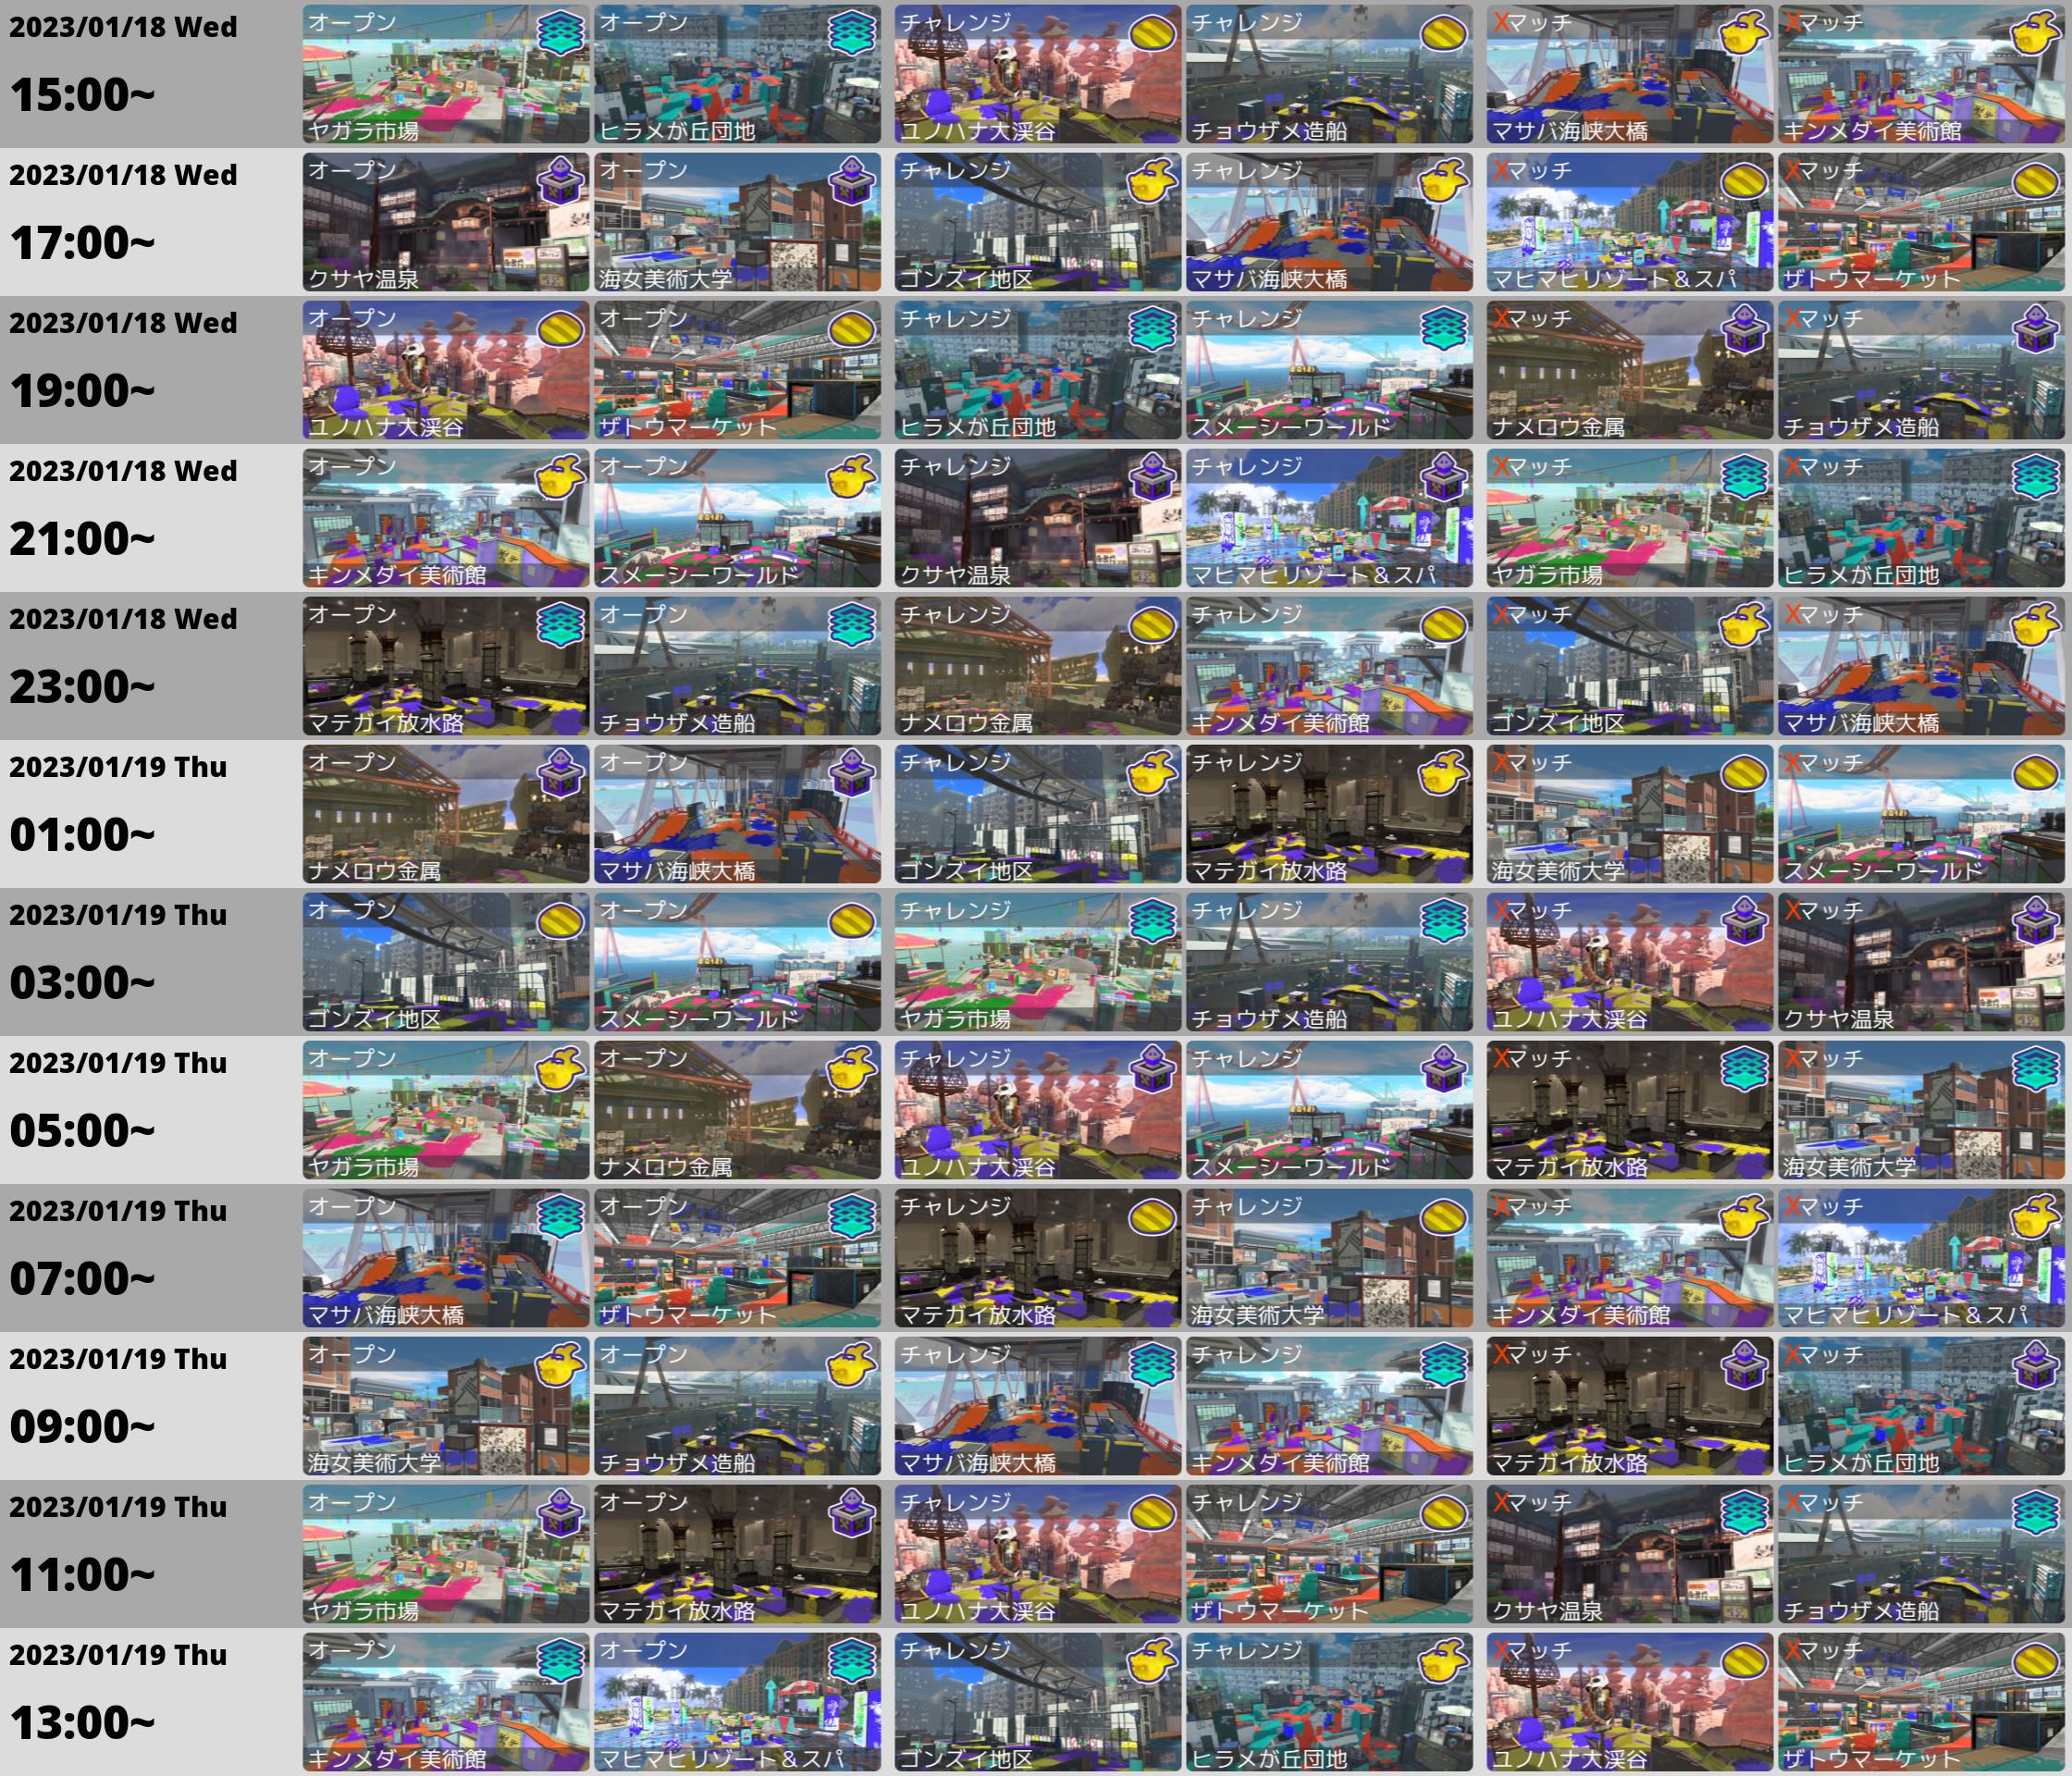 2023/01/18 Wed
15:00~
オープン オープン チャレンジ チャレンジ Xマッチ Xマッチ
ヤガラ市場 ヒラメが丘団地 ユノハナ大渓谷 チョウザメ造船 マサバ海峡大橋 キンメダイ美術館
2023/01/18 Wed
17:00~
オープン オープン チャレンジ チャレンジ Xマッチ Xマッチ
クサヤ温泉 海女美術大学 ゴンズイ地区 マサバ海峡大橋 マヒマヒリゾート＆スパ ザトウマーケット
2023/01/18 Wed
19:00~
オープン オープン チャレンジ チャレンジ Xマッチ Xマッチ
ユノハナ大渓谷 ザトウマーケット ヒラメが丘団地 スメーシーワールド ナメロウ金属 チョウザメ造船
2023/01/18 Wed
21:00~
オープン オープン チャレンジ チャレンジ Xマッチ Xマッチ
キンメダイ美術館 スメーシーワールド クサヤ温泉 マヒマヒリゾート＆スパ ヤガラ市場 ヒラメが丘団地
2023/01/18 Wed
23:00~
オープン オープン チャレンジ チャレンジ Xマッチ Xマッチ
マテガイ放水路 チョウザメ造船 ナメロウ金属 キンメダイ美術館 ゴンズイ地区 マサバ海峡大橋
2023/01/19 Thu
01:00~
オープン オープン チャレンジ チャレンジ Xマッチ Xマッチ
ナメロウ金属 マサバ海峡大橋 ゴンズイ地区 マテガイ放水路 海女美術大学 スメーシーワールド
2023/01/19 Thu
03:00~
オープン オープン チャレンジ チャレンジ Xマッチ Xマッチ
ゴンズイ地区 スメーシーワールド ヤガラ市場 チョウザメ造船 ユノハナ大渓谷 クサヤ温泉
2023/01/19 Thu
05:00~
オープン オープン チャレンジ チャレンジ Xマッチ Xマッチ
ヤガラ市場 ナメロウ金属 ユノハナ大渓谷 スメーシーワールド マテガイ放水路 海女美術大学
2023/01/19 Thu
07:00~
オープン オープン チャレンジ チャレンジ Xマッチ Xマッチ
マサバ海峡大橋 ザトウマーケット マテガイ放水路 海女美術大学 キンメダイ美術館 マヒマヒリゾート＆スパ
2023/01/19 Thu
09:00~
オープン オープン チャレンジ チャレンジ Xマッチ Xマッチ
海女美術大学 チョウザメ造船 マサバ海峡大橋 キンメダイ美術館 マテガイ放水路 ヒラメが丘団地
2023/01/19 Thu
11:00~
オープン オープン チャレンジ チャレンジ Xマッチ Xマッチ
ヤガラ市場 マテガイ放水路 ユノハナ大渓谷 ザトウマーケット クサヤ温泉 チョウザメ造船
2023/01/19 Thu
13:00~
オープン オープン チャレンジ チャレンジ Xマッチ Xマッチ
キンメダイ美術館 マヒマヒリゾート＆スパ ゴンズイ地区 ヒラメが丘団地 ユノハナ大渓谷 ザトウマーケット